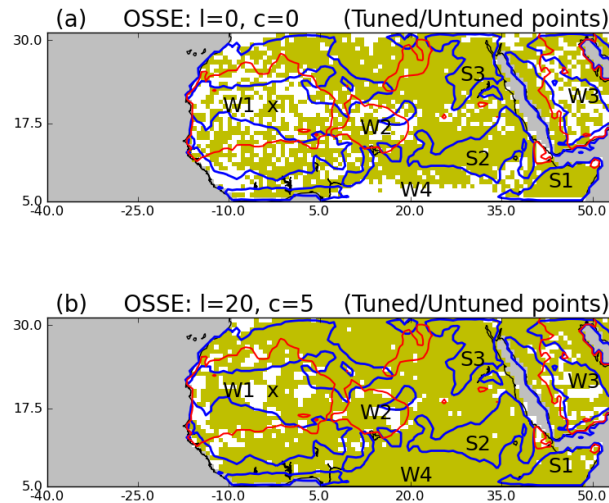 (a) OSSE: l=0, c=0 (Tuned/Untuned points)
30.0
S3
W1 x
W3
17.5
W2
S2
S1
W4
5.0
-40.0 -25.0 -10.0 5.0 20.0 35.0 50.0
(b) OSSE: l=20, c=5 (Tuned/Untuned points)
30.0
S3
W1 x
W3
17.5
W2
S2
S1
W4
5.0
-40.0 -25.0 -10.0 5.0 20.0 35.0 50.0